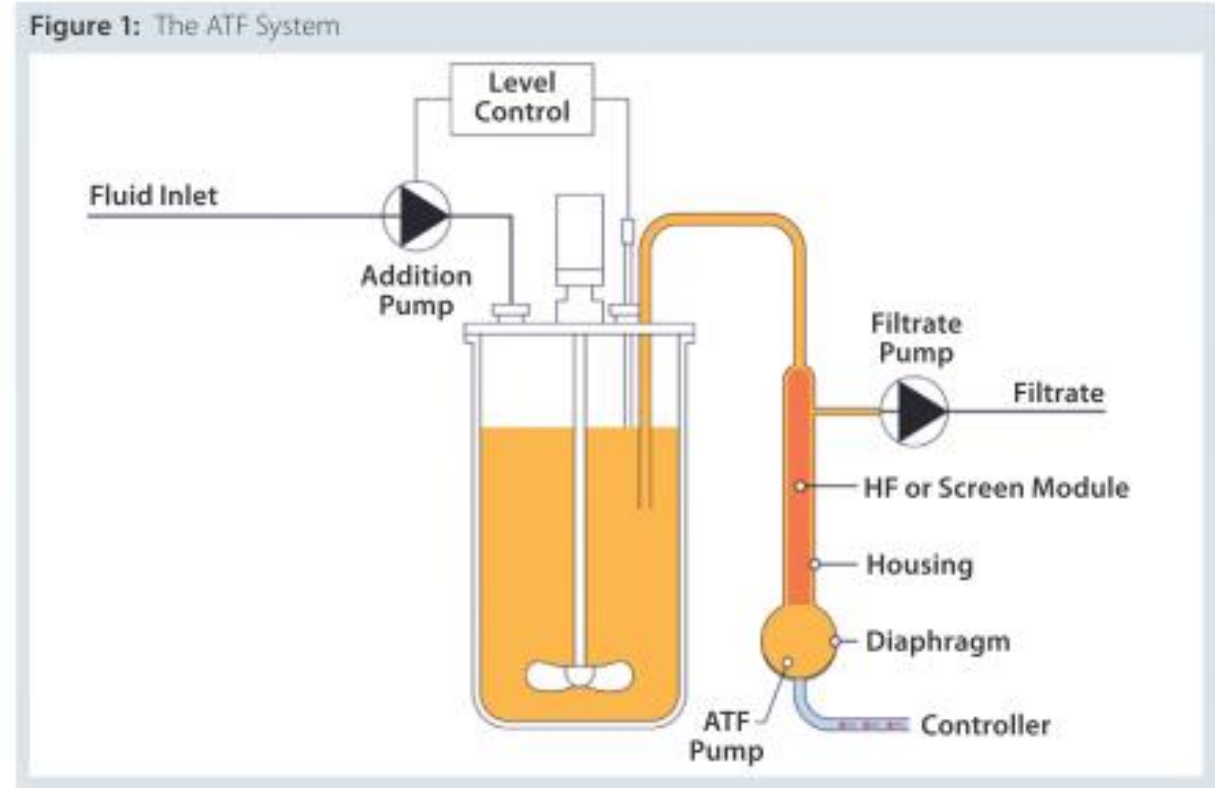 Figure 1: The ATF System
Level
Control
Fluid Inlet
Addition
Pump
Filtrate
Pump
Filtrate
HF or Screen Module
Housing
Diaphragm
ATF
Pump
Controller